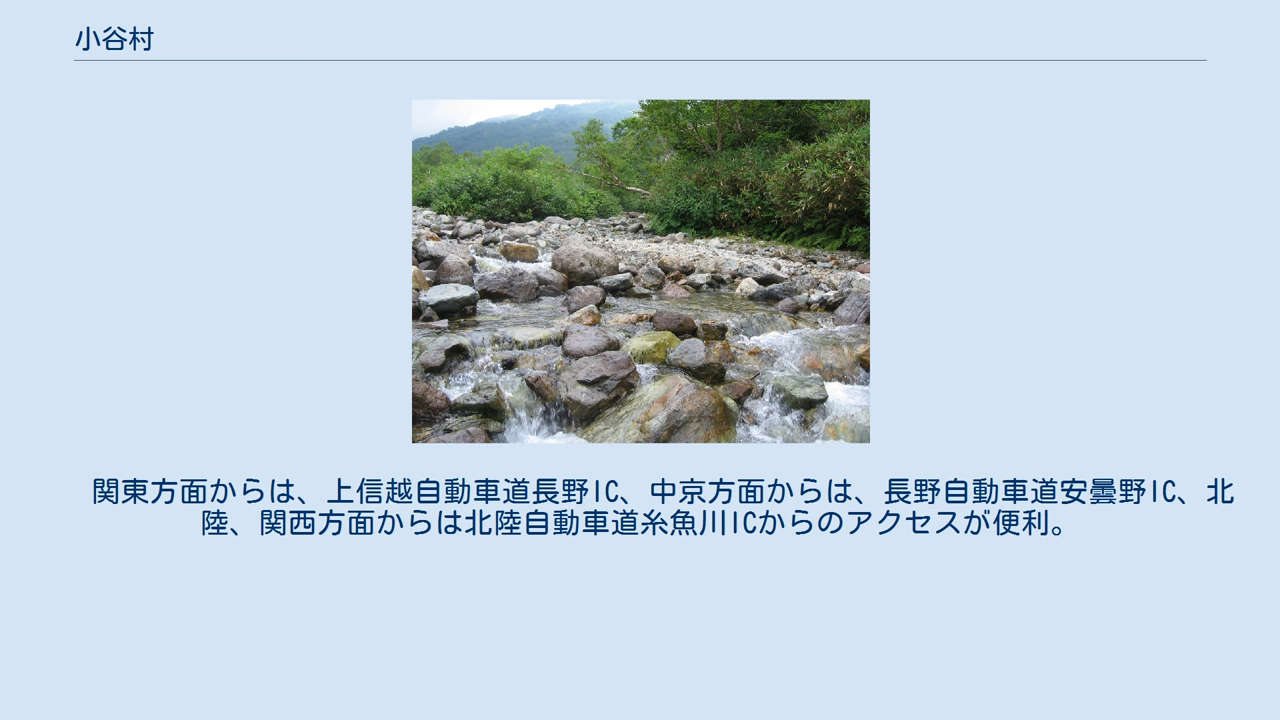 小谷村
関東方面からは、上信越自動車道長野IC、中京方面からは、長野自動車道安曇野IC、北
陸、関西方面からは北陸自動車道糸魚川ICからのアクセスが便利。